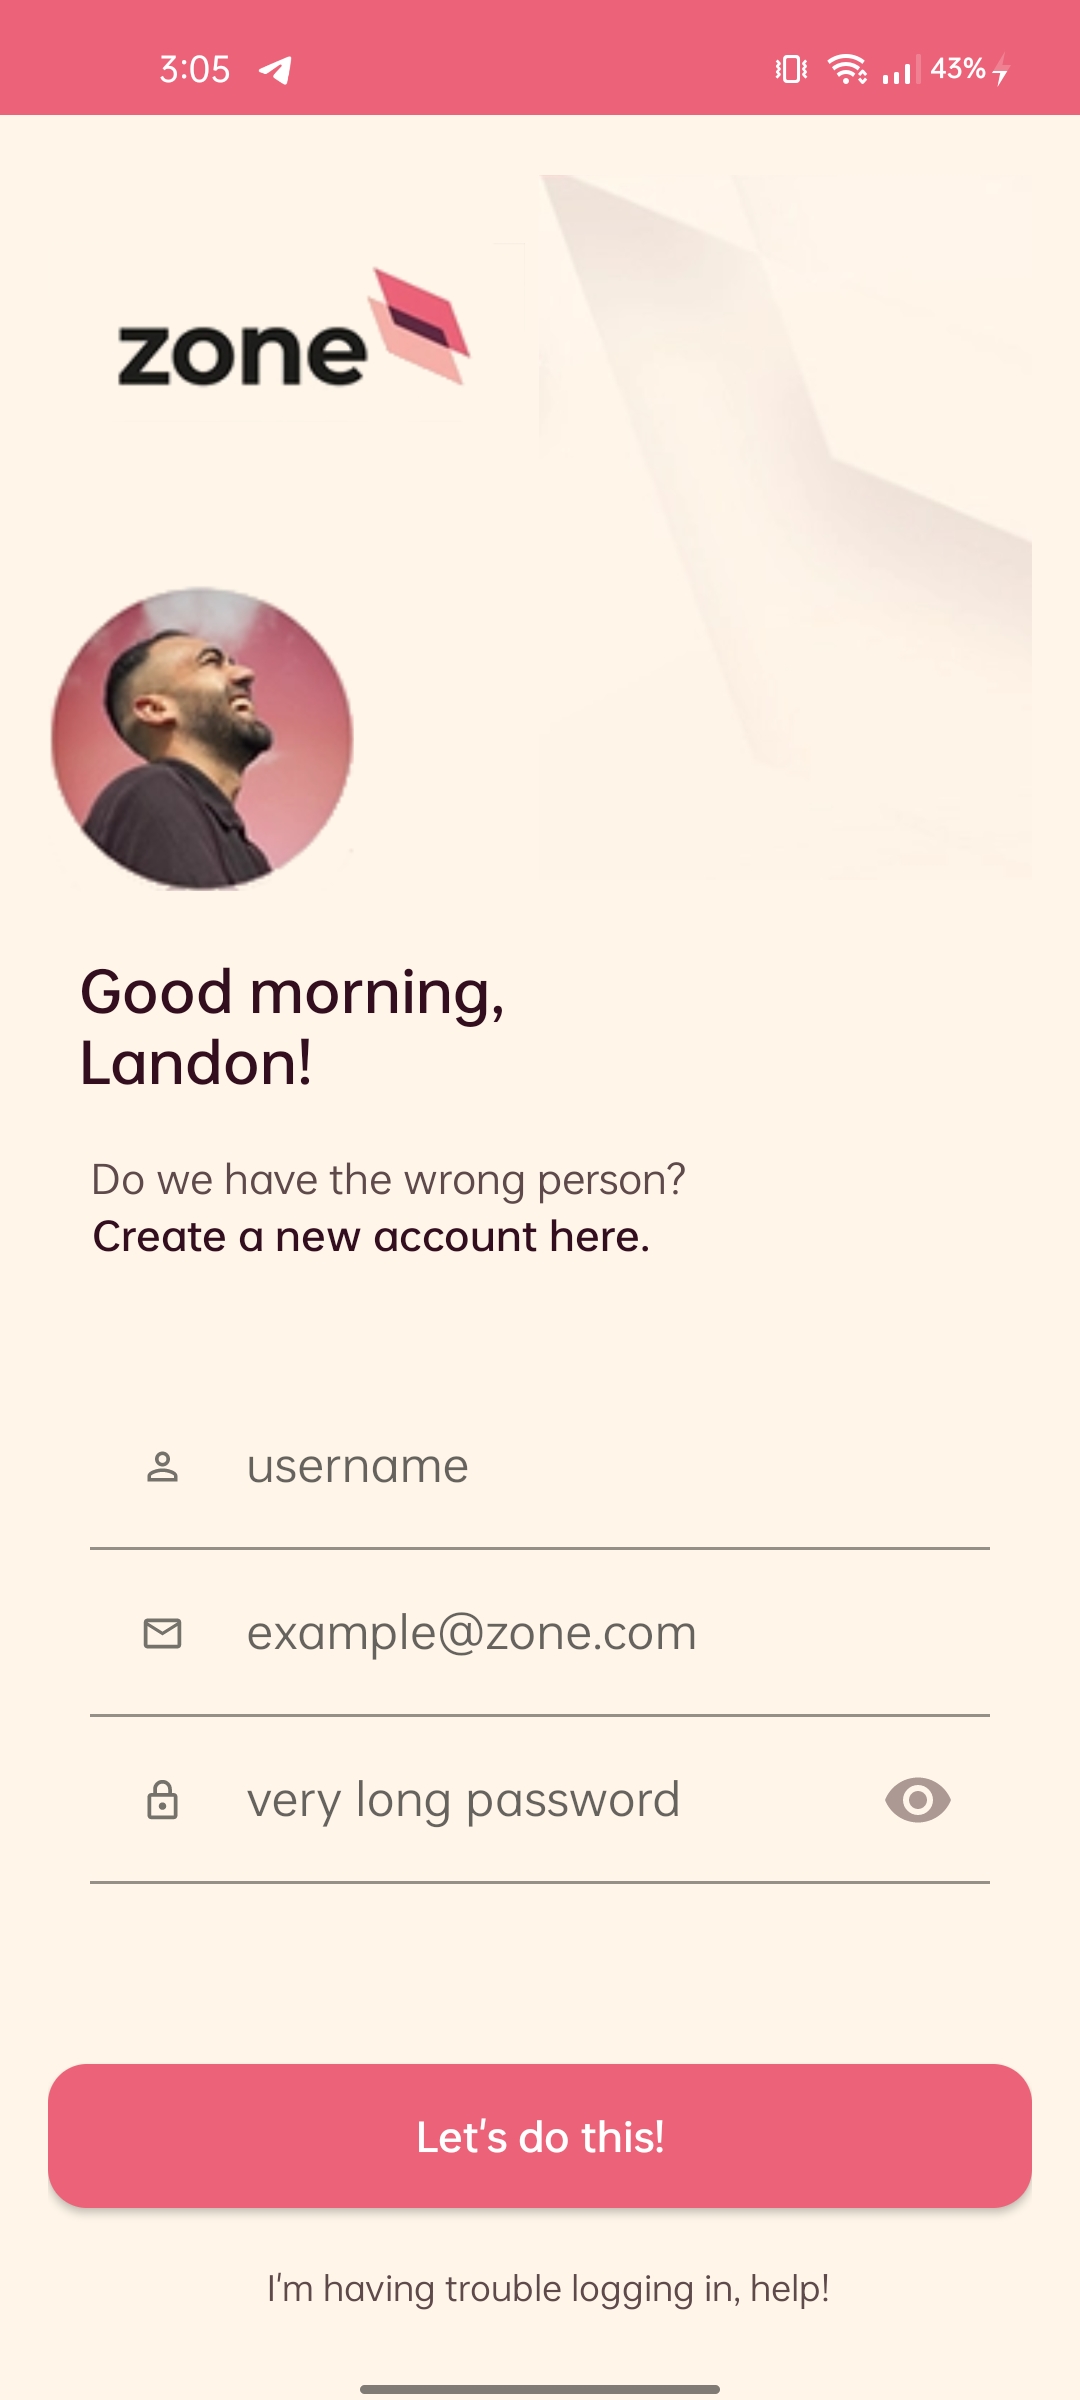 3:05
43%
zone
Good morning,
Landon!
Do we have the wrong person?
Create a new account here.
username
example@zone.com
very long password
Let's do this!
I'm having trouble logging in, help!